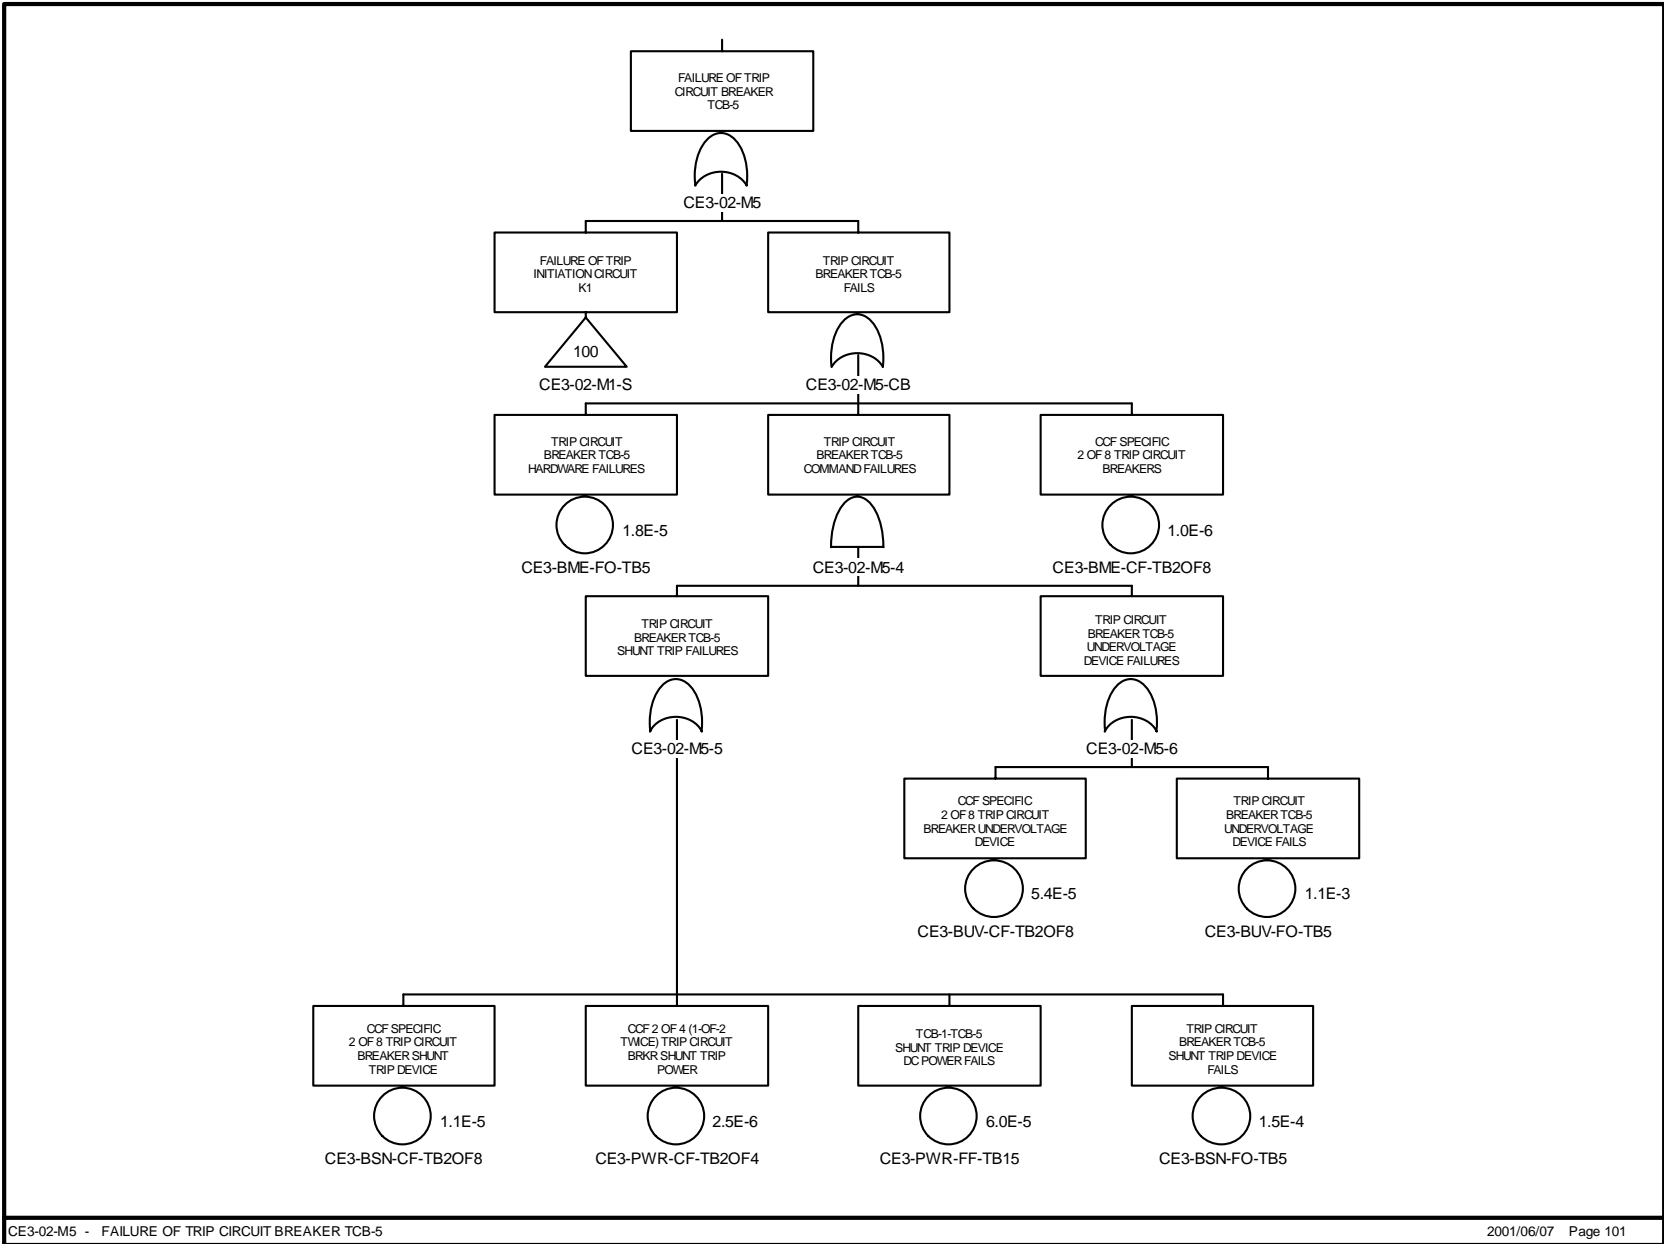 FAILURE OF TRIP
CIRCUIT BREAKER
TCB-5
CE3-02-M5
FAILURE OF TRIP
INITIATION CIRCUIT
K1
100
CE3-02-M1-S
TRIP CIRCUIT
BREAKER TCB-5
FAILS
CE3-02-M5-CB
TRIP CIRCUIT
BREAKER TCB-5
HARDWARE FAILURES
1.8E-5
CE3-BME-FO-TB5
TRIP CIRCUIT
BREAKER TCB-5
COMMAND FAILURES
CE3-02-M5-4
CCF SPECIFIC
2 OF 8 TRIP CIRCUIT
BREAKERS
1.0E-6
CE3-BME-CF-TB2OF8
TRIP CIRCUIT
BREAKER TCB-5
SHUNT TRIP FAILURES
CE3-02-M5-5
TRIP CIRCUIT
BREAKER TCB-5
UNDERVOLTAGE
DEVICE FAILURES
CE3-02-M5-6
CCF SPECIFIC
2 OF 8 TRIP CIRCUIT
BREAKER UNDERVOLTAGE
DEVICE
5.4E-5
CE3-BUV-CF-TB2OF8
TRIP CIRCUIT
BREAKER TCB-5
UNDERVOLTAGE
DEVICE FAILS
1.1E-3
CE3-BUV-FO-TB5
CCF SPECIFIC
2 OF 8 TRIP CIRCUIT
BREAKER SHUNT
TRIP DEVICE
1.1E-5
CE3-BSN-CF-TB2OF8
CCF 2 OF 4 (1-OF-2
TWICE) TRIP CIRCUIT
BRKR SHUNT TRIP
POWER
2.5E-6
CE3-PWR-CF-TB2OF4
TCB-1-TCB-5
SHUNT TRIP DEVICE
DC POWER FAILS
6.0E-5
CE3-PWR-FF-TB15
TRIP CIRCUIT
BREAKER TCB-5
SHUNT TRIP DEVICE
FAILS
1.5E-4
CE3-BSN-FO-TB5
CE3-02-M5 - FAILURE OF TRIP CIRCUIT BREAKER TCB-5
2001/06/07 Page 101